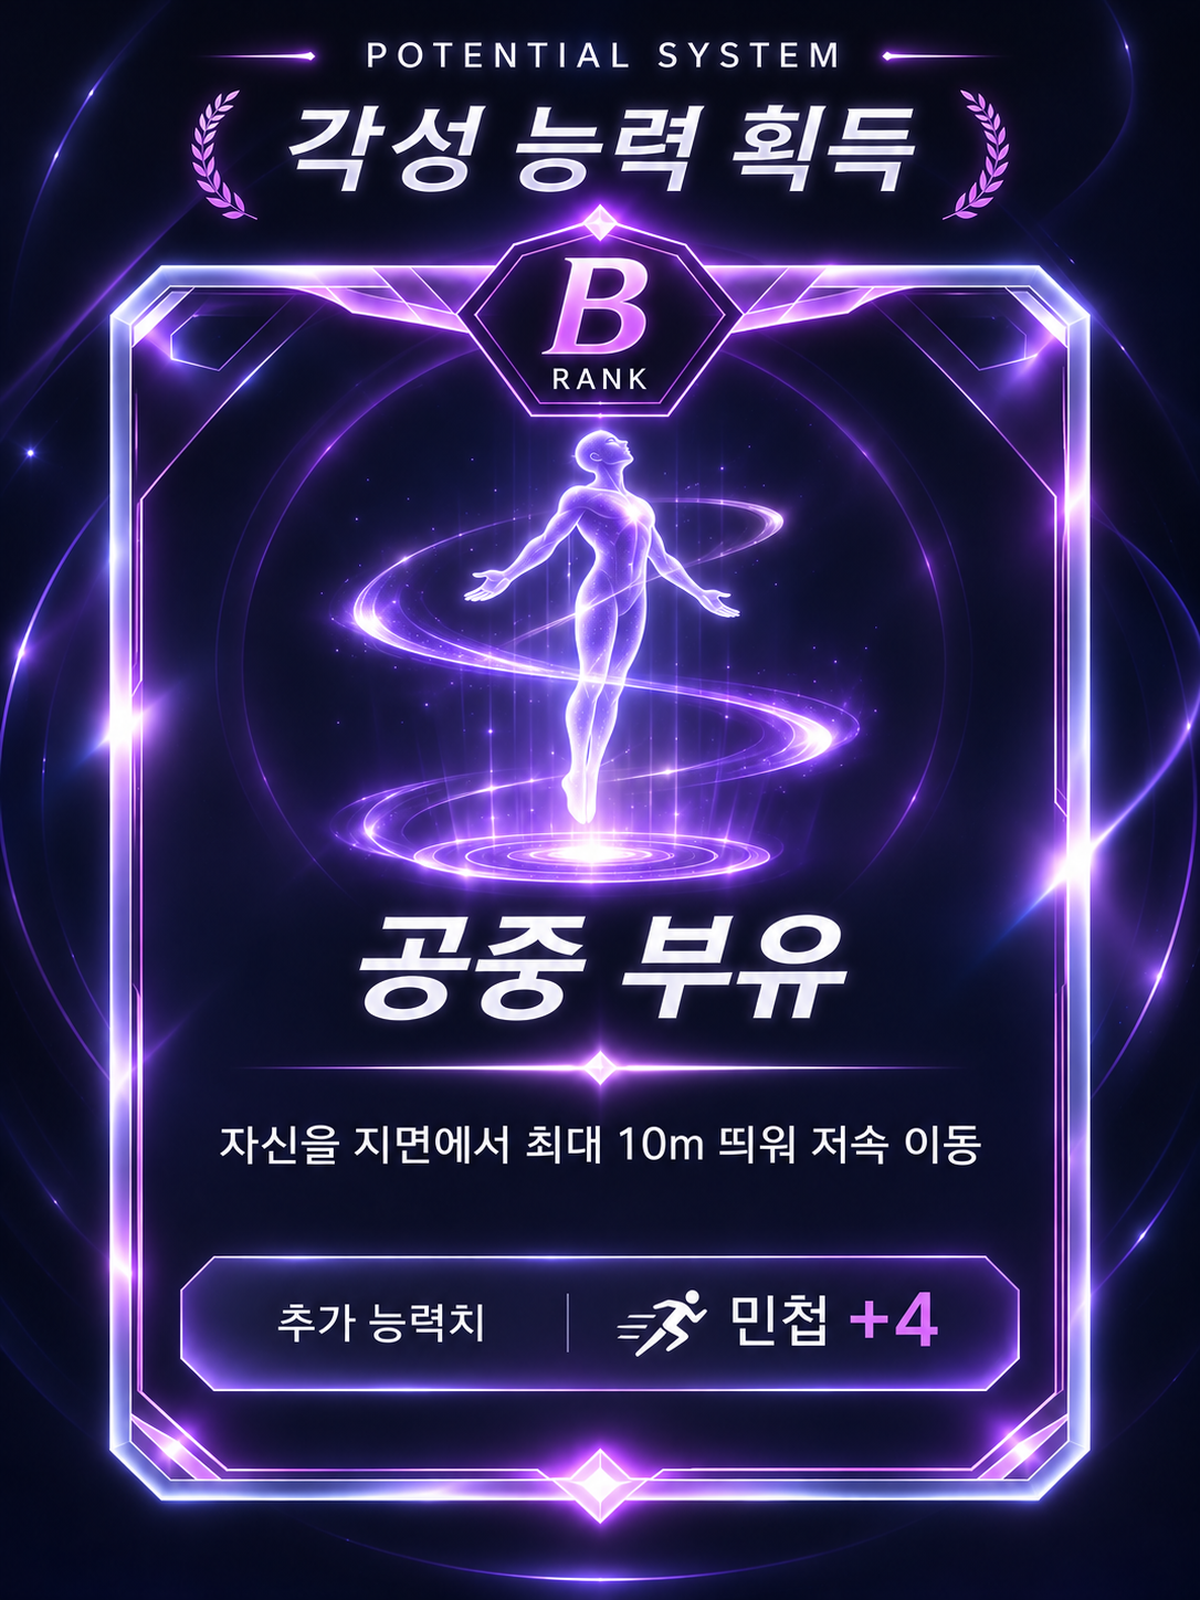 POTENTIAL SYSTEM
각성 능력 획득
B
RANK
공중 부유
자신을 지면에서 최대 10m 띄워 저속 이동
추가 능력치
민첩 +4